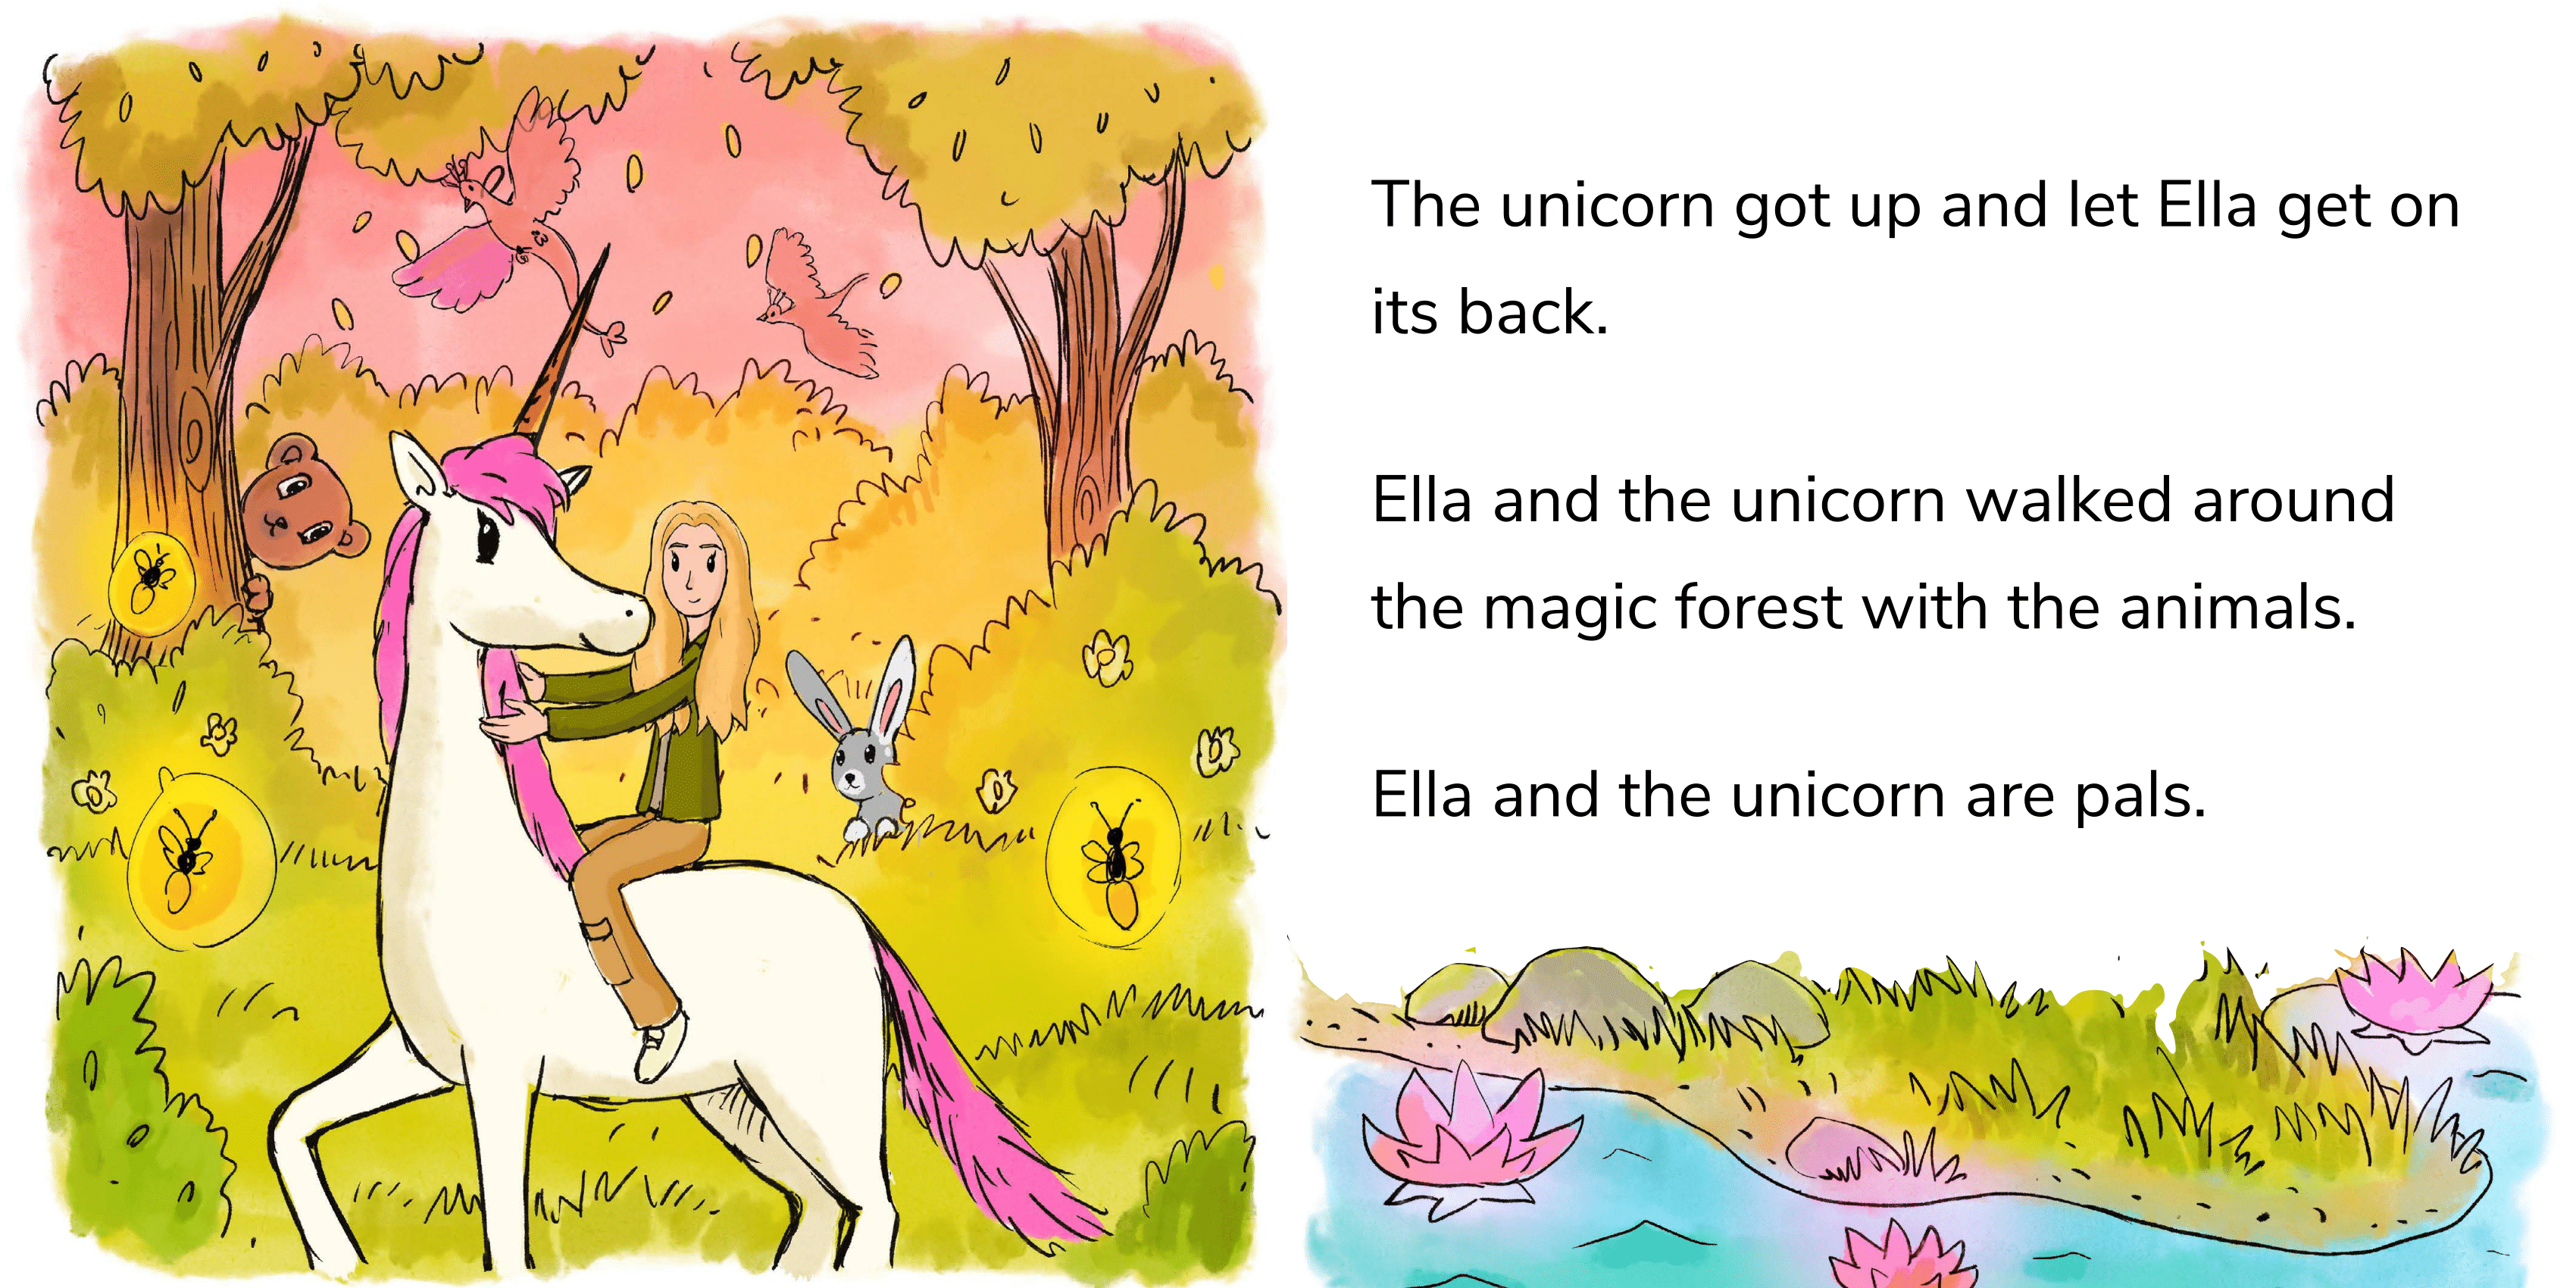 The unicorn got up and let Ella get on
its back.
Ella and the unicorn walked around
the magic forest with the animals.
Ella and the unicorn are pals.